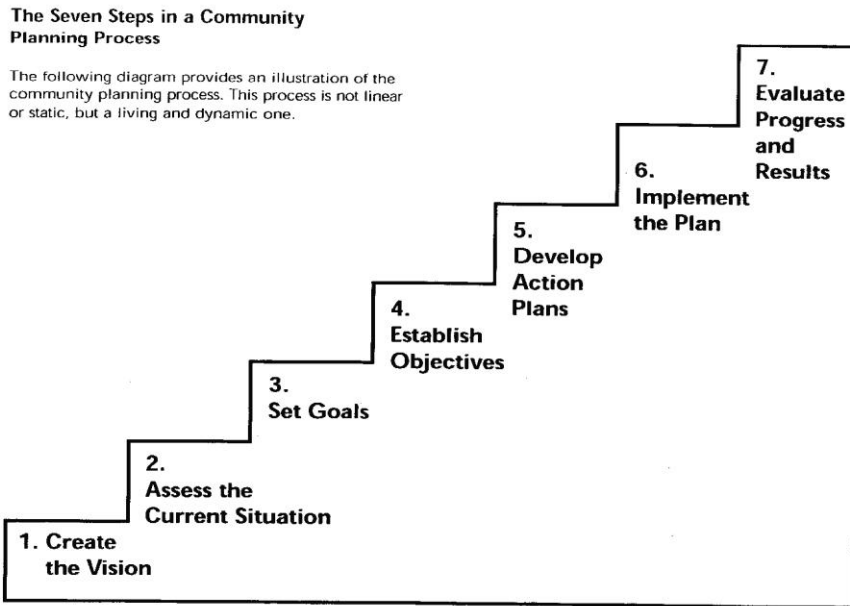 The Seven Steps in a Community
Planning Process
The following diagram provides an illustration of the
community planning process. This process is not linear
or static, but a living and dynamic one.
1. Create
the Vision
2.
Assess the
Current Situation
3.
Set Goals
4.
Establish
Objectives
5.
Develop
Action
Plans
6.
Implement
the Plan
7.
Evaluate
Progress
and
Results